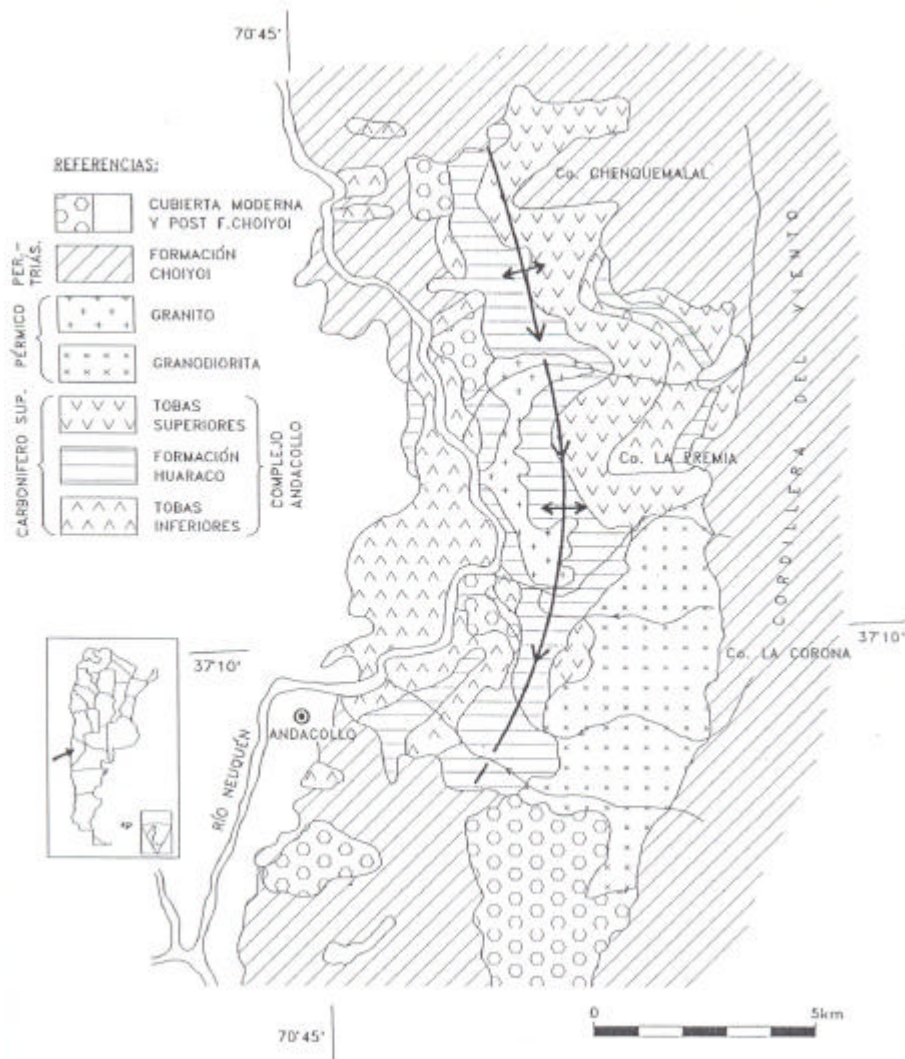 70°45'
REFERENCIAS:
CUBIERTA MODERNA
Y POST F.CHOIYOI
PER.-
TRIÁS.
FORMACIÓN
CHOIYOI
PÉRMICO
GRANITO
GRANODIORITA
CARBONIFERO SUP.
TOBAS
SUPERIORES
FORMACIÓN
HUARACO
TOBAS
INFERIORES
COMPLEJO
ANDACOLLO
Co. CHENQUEMALAL
CORDILLERA DEL VIENTO
Co. LA PREMIA
37°10'
Co. LA CORONA
37°10'
ANDACOLLO
RÍO NEUQUÉN
70°45'
0 5km